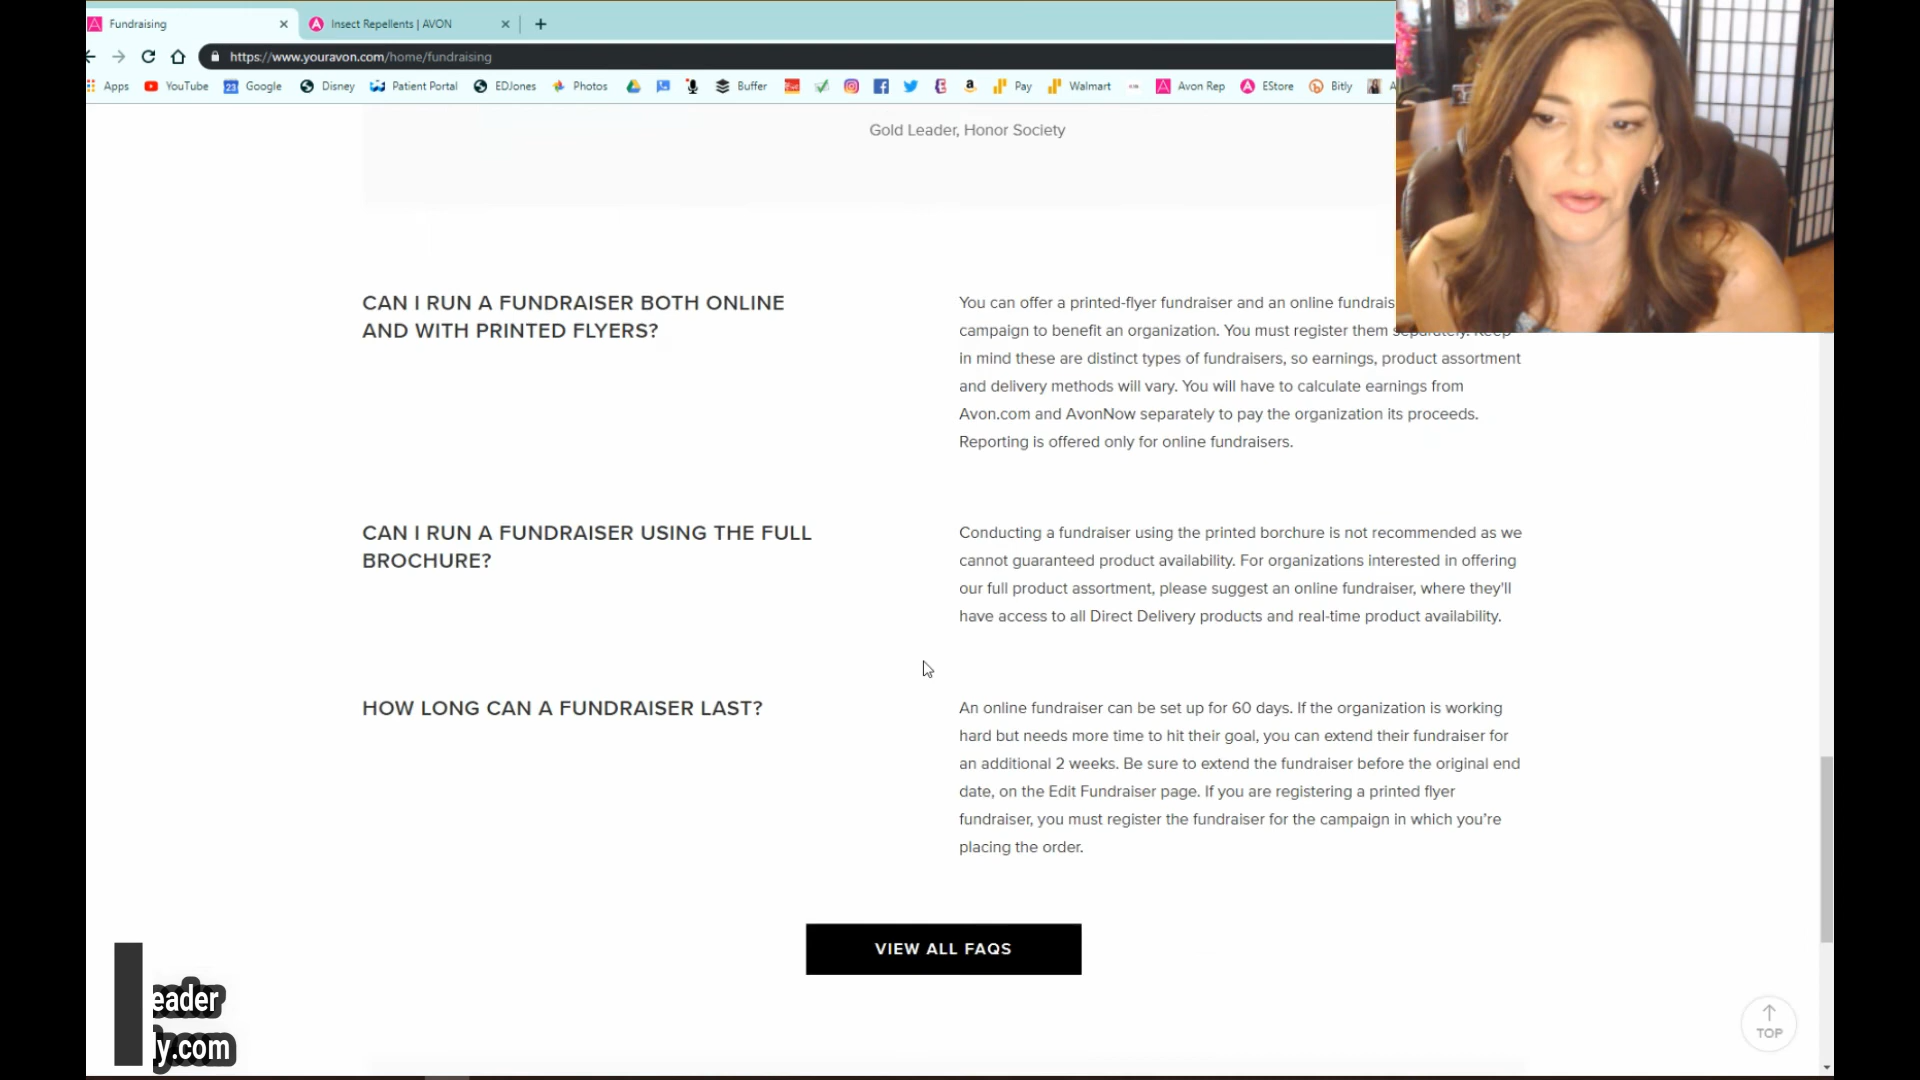 Fundraising
Insect Repellents | AVON
https://www.youravon.com/home/fundraising
Apps YouTube 23 Google Disney Patient Portal EDJones Photos Buffer Pay Walmart Avon Rep EStore Bitly A
Gold Leader, Honor Society
CAN I RUN A FUNDRAISER BOTH ONLINE
AND WITH PRINTED FLYERS?
You can offer a printed-flyer fundraiser and an online fundrais
campaign to benefit an organization. You must register them separately. Keep
in mind these are distinct types of fundraisers, so earnings, product assortment
and delivery methods will vary. You will have to calculate earnings from
Avon.com and AvonNow separately to pay the organization its proceeds.
Reporting is offered only for online fundraisers.
CAN I RUN A FUNDRAISER USING THE FULL
BROCHURE?
Conducting a fundraiser using the printed borchure is not recommended as we
cannot guaranteed product availability. For organizations interested in offering
our full product assortment, please suggest an online fundraiser, where they'll
have access to all Direct Delivery products and real-time product availability.
HOW LONG CAN A FUNDRAISER LAST?
An online fundraiser can be set up for 60 days. If the organization is working
hard but needs more time to hit their goal, you can extend their fundraiser for
an additional 2 weeks. Be sure to extend the fundraiser before the original end
date, on the Edit Fundraiser page. If you are registering a printed flyer
fundraiser, you must register the fundraiser for the campaign in which you're
placing the order.
VIEW ALL FAQS
eader
ly.com
TOP